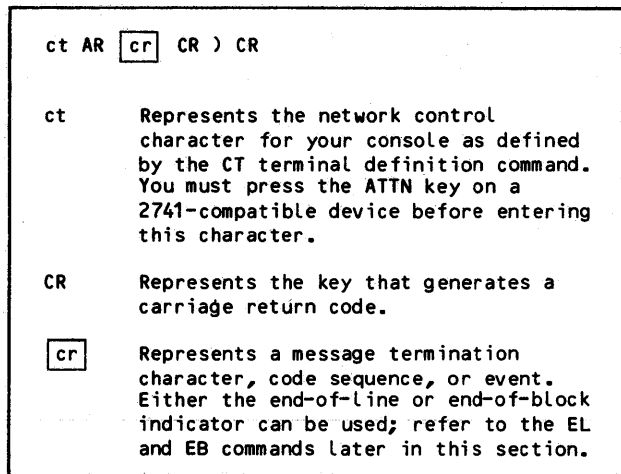 ct AR cr CR ) CR
ct Represents the network control
character for your console as defined
by the CT terminal definition command.
You must press the ATTN key on a
2741-compatible device before entering
this character.
CR Represents the key that generates a
carriage return code.
cr Represents a message termination
character, code sequence, or event.
Either the end-of-line or end-of-block
indicator can be used; refer to the EL
and EB commands later in this section.